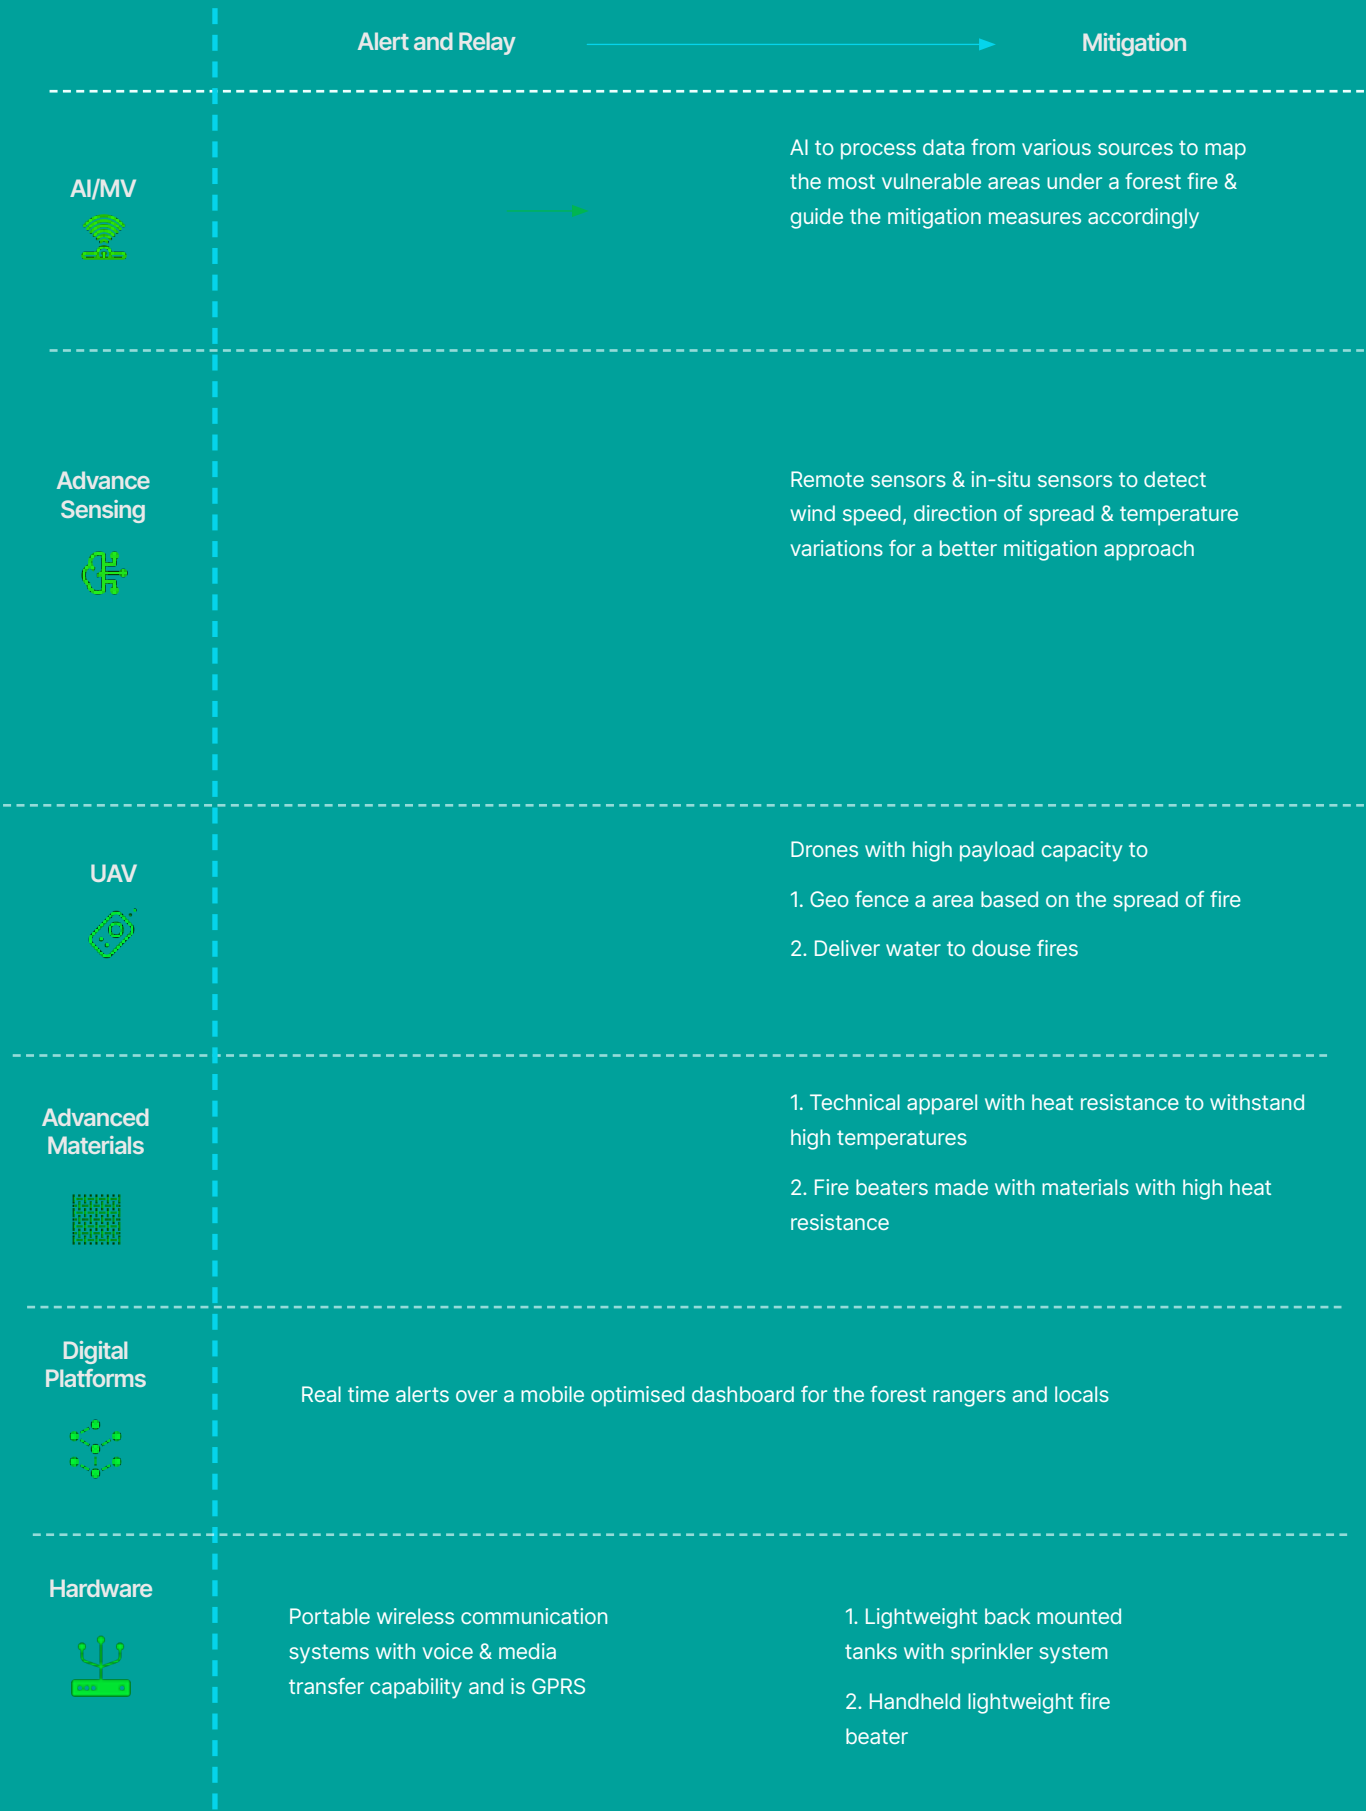 Alert and Relay
Mitigation
AI/MV
AI to process data from various sources to map
the most vulnerable areas under a forest fire &
guide the mitigation measures accordingly
Advance
Sensing
Remote sensors & in-situ sensors to detect
wind speed, direction of spread & temperature
variations for a better mitigation approach
UAV
Drones with high payload capacity to
1. Geo fence a area based on the spread of fire
2. Deliver water to douse fires
Advanced
Materials
1. Technical apparel with heat resistance to withstand
high temperatures
2. Fire beaters made with materials with high heat
resistance
Digital
Platforms
Real time alerts over a mobile optimised dashboard for the forest rangers and locals
Hardware
Portable wireless communication
systems with voice & media
transfer capability and is GPRS
1. Lightweight back mounted
tanks with sprinkler system
2. Handheld lightweight fire
beater